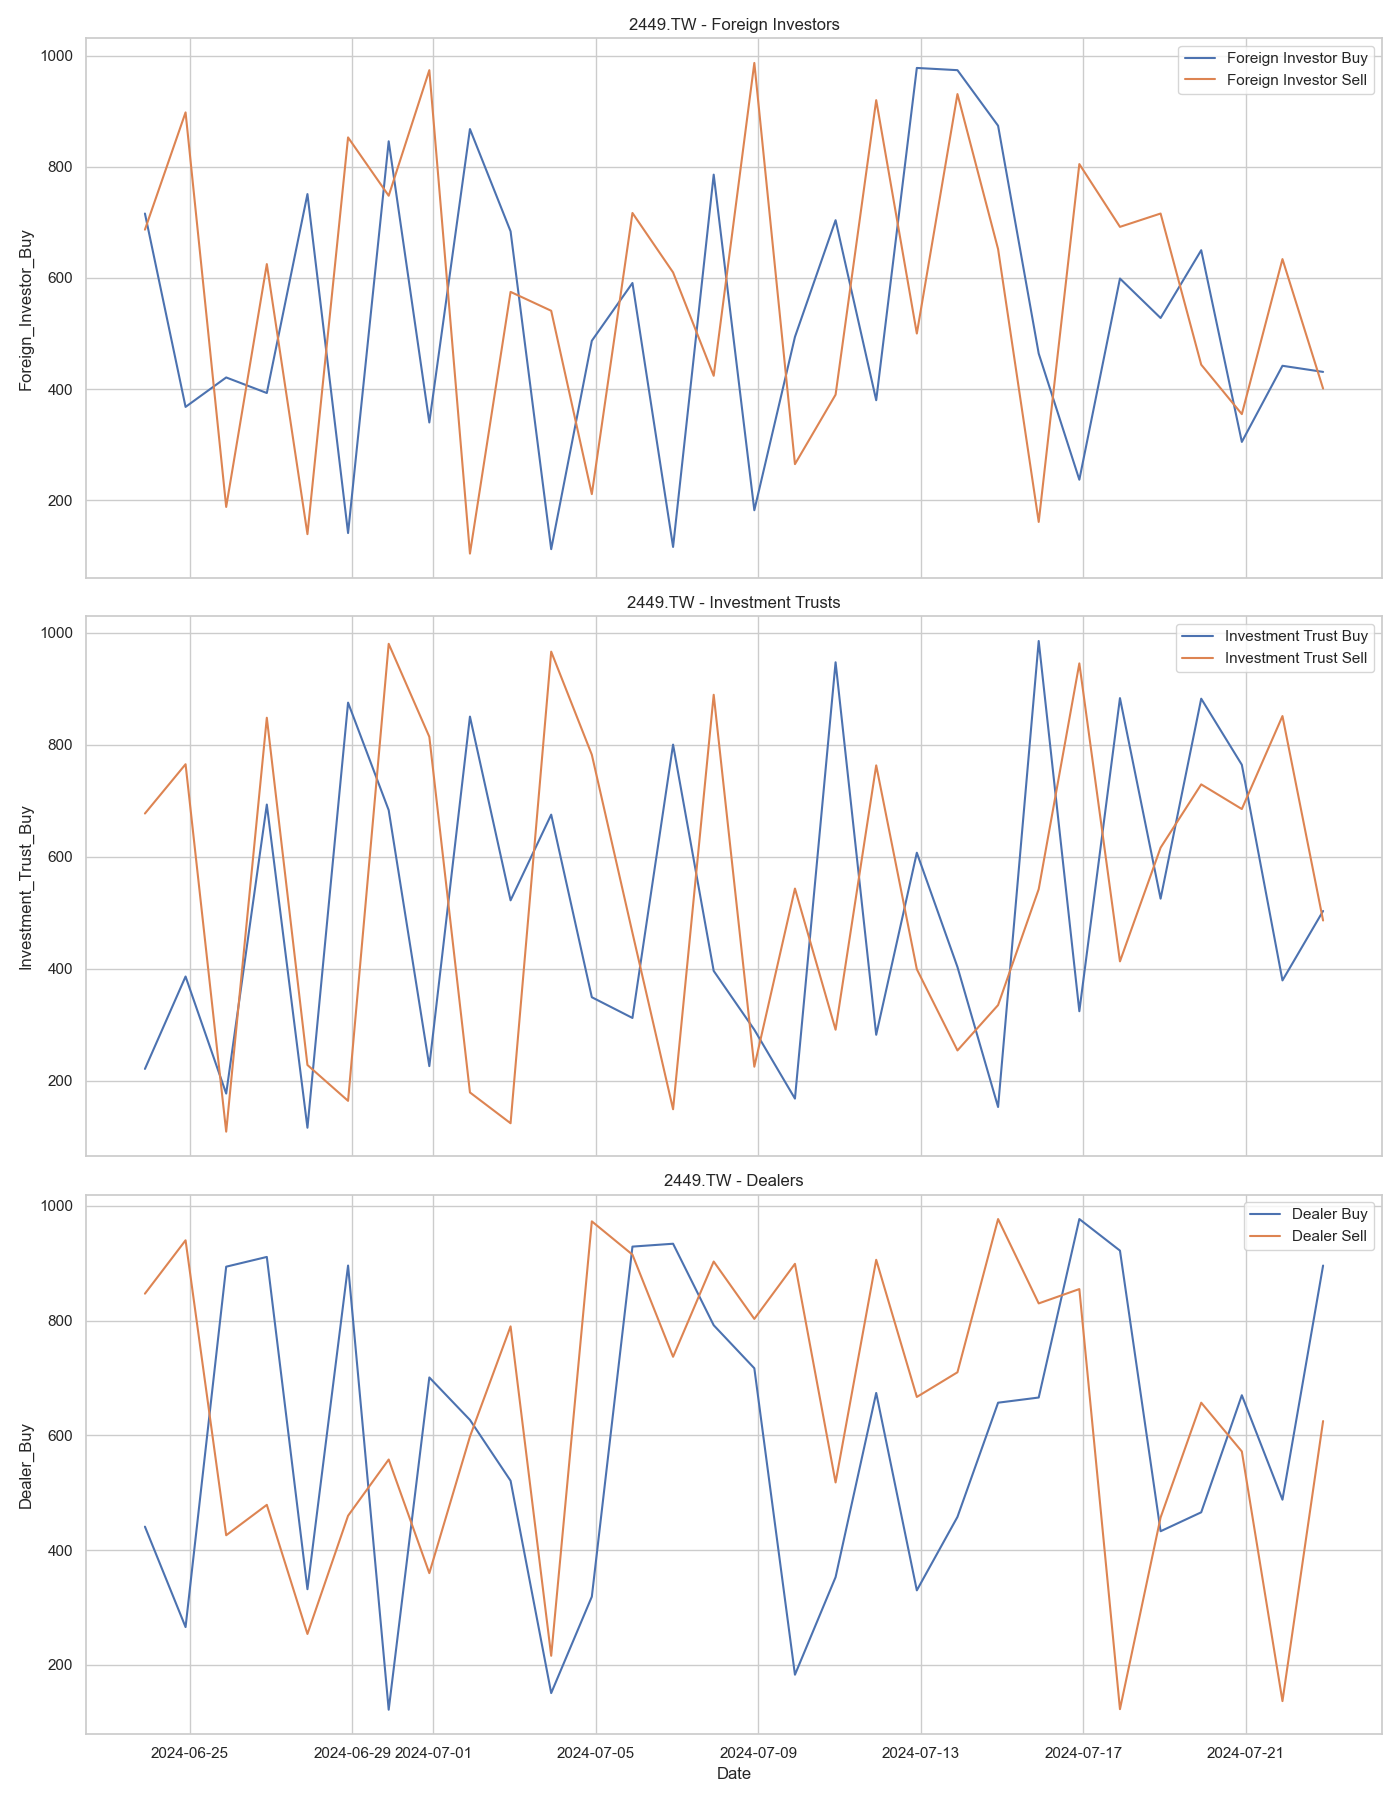 2449.TW - Foreign Investors
Foreign Investor Buy
Foreign Investor Sell
Foreign_Investor_Buy
1000
800
600
400
200
2449.TW - Investment Trusts
Investment Trust Buy
Investment Trust Sell
Investment_Trust_Buy
1000
800
600
400
200
2449.TW - Dealers
Dealer Buy
Dealer Sell
Dealer_Buy
1000
800
600
400
200
2024-06-25 2024-06-29 2024-07-01 2024-07-05 2024-07-09 2024-07-13 2024-07-17 2024-07-21
Date